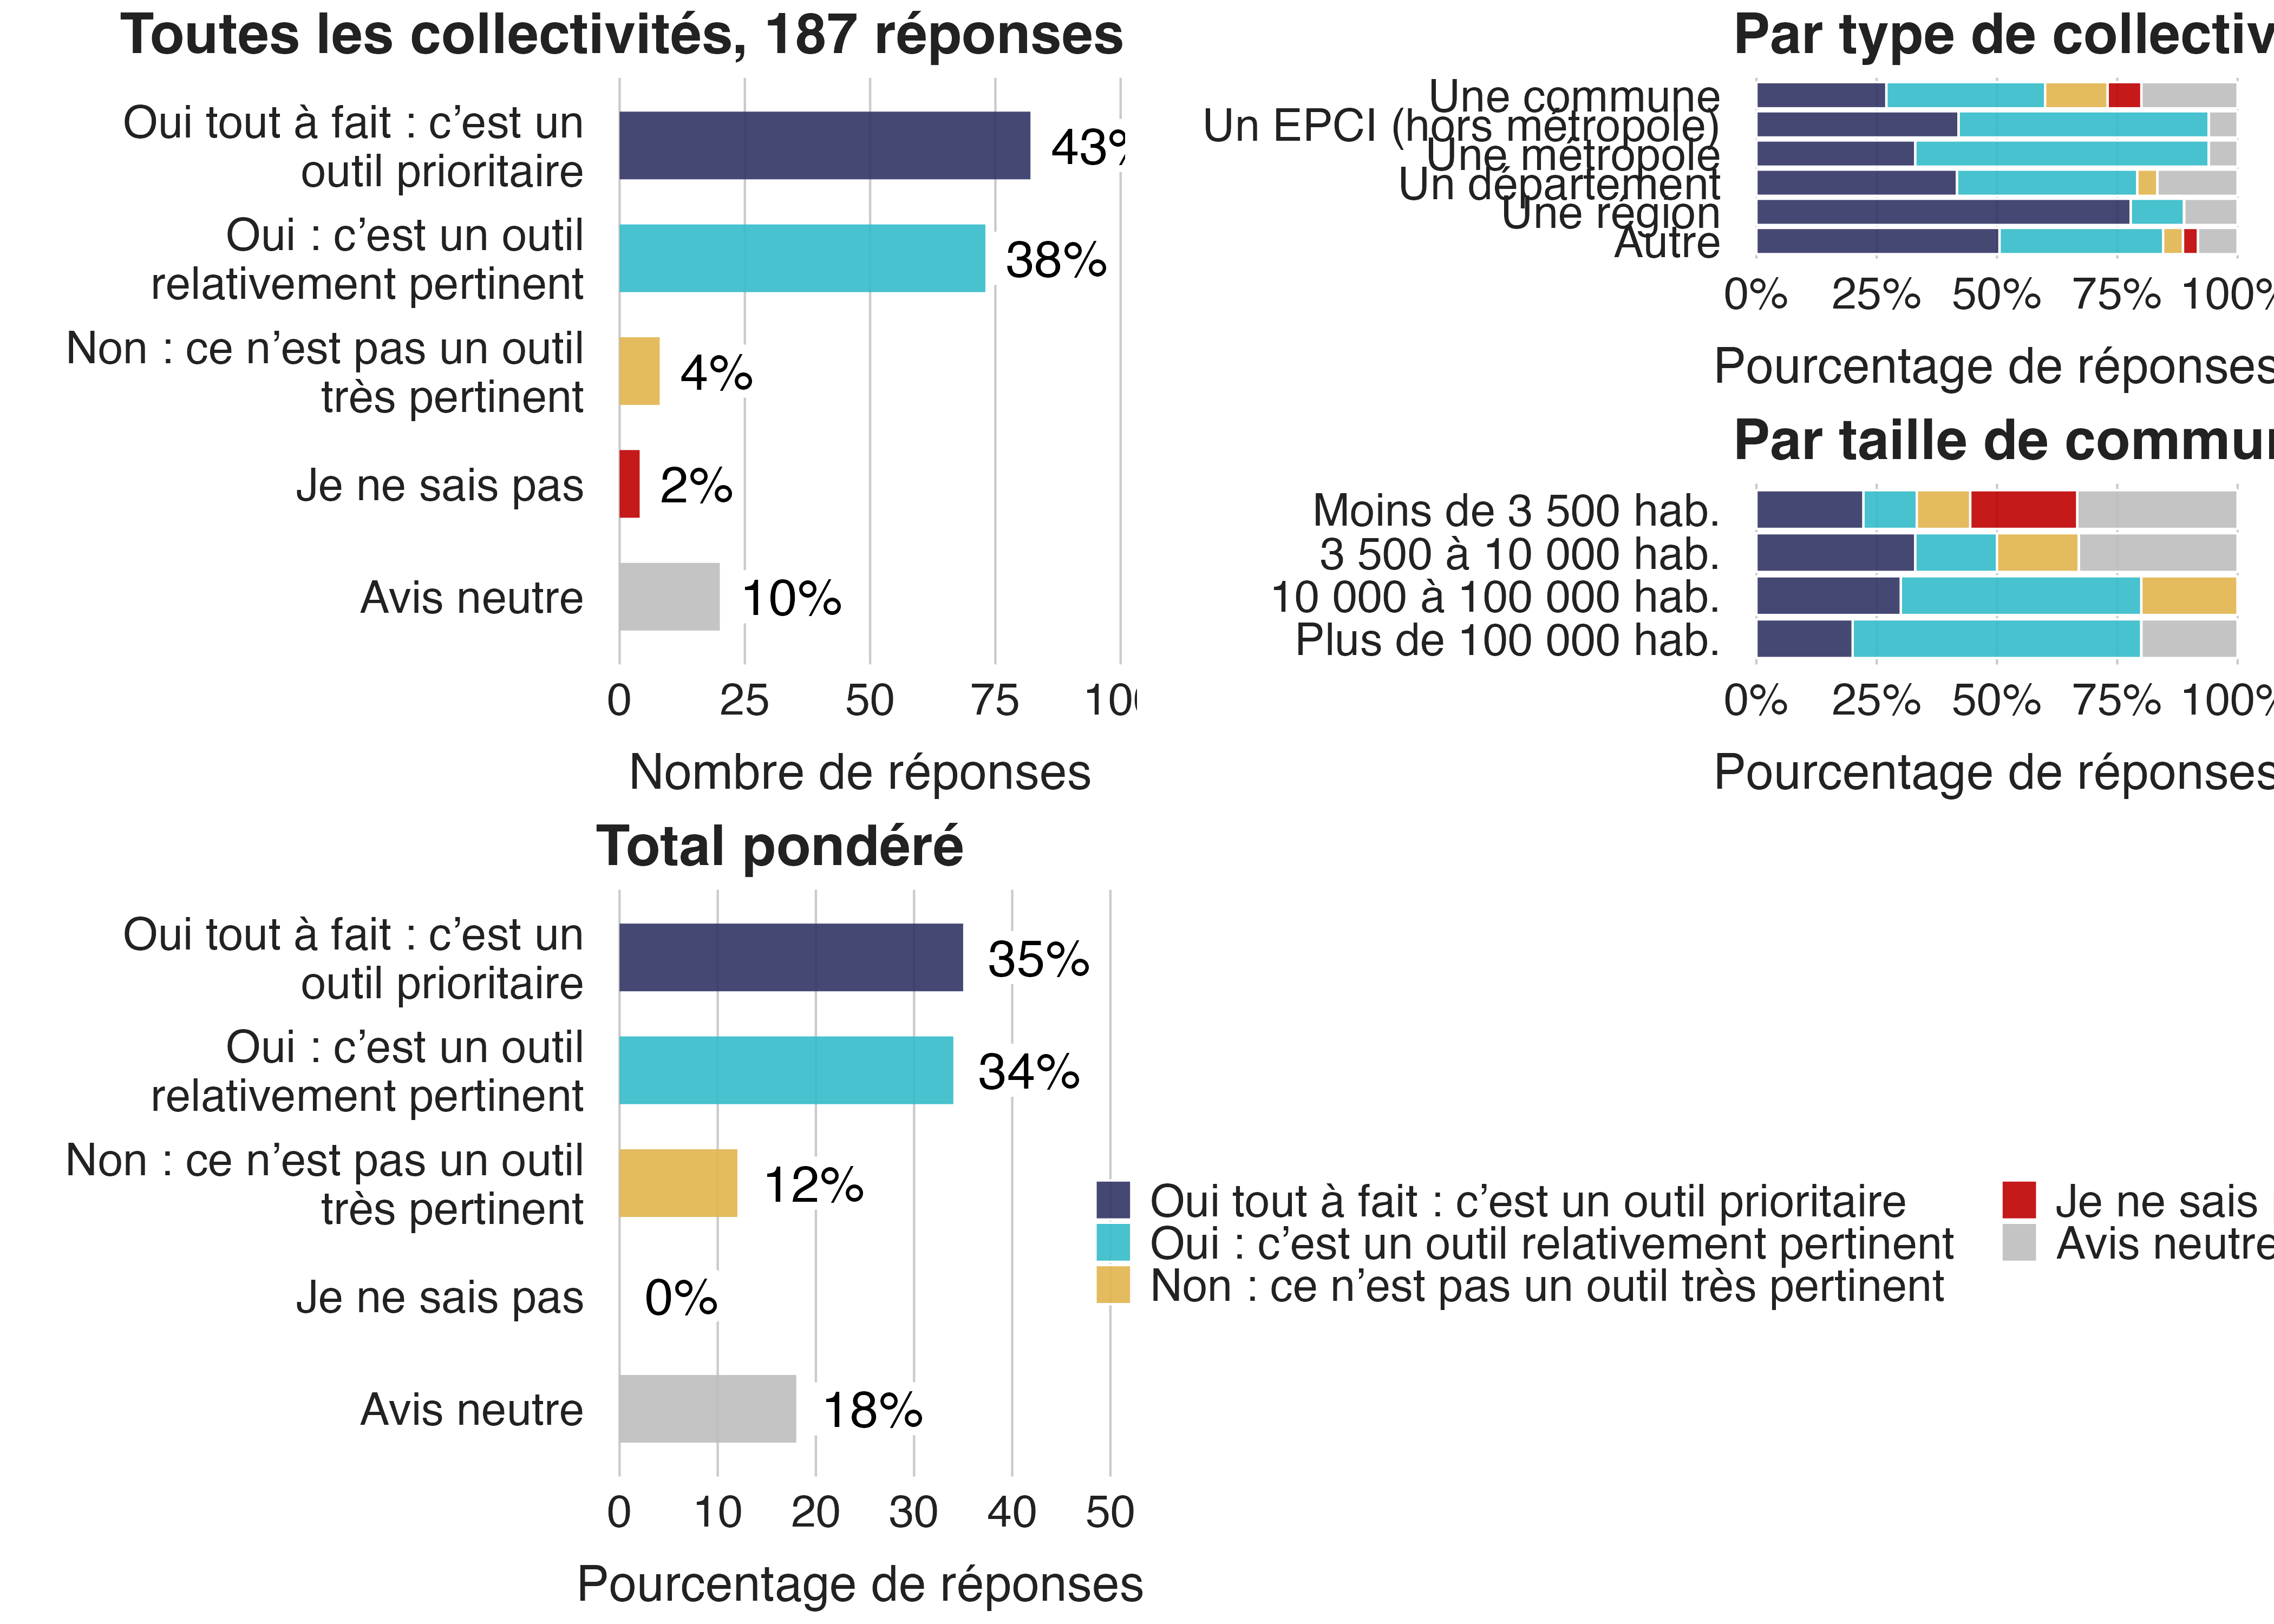 Toutes les collectivités, 187 réponses
Oui tout à fait : c’est un
outil prioritaire
43%
Oui : c’est un outil
relativement pertinent
38%
Non : ce n’est pas un outil
très pertinent
4%
Je ne sais pas
2%
Avis neutre
10%
0 25 50 75 100
Nombre de réponses
Par type de
Une commune
Un EPCI (hors métropole)
Une métropole
Un département
Une région
Autre
0% 25% 50% 75% 100%
Pourcentage de réponses
Par taille de
Moins de 3 500 hab.
3 500 à 10 000 hab.
10 000 à 100 000 hab.
Plus de 100 000 hab.
0% 25% 50% 75% 100%
Pourcentage de réponses
Total pondéré
Oui tout à fait : c’est un
outil prioritaire
35%
Oui : c’est un outil
relativement pertinent
34%
Non : ce n’est pas un outil
très pertinent
12%
Je ne sais pas
0%
Avis neutre
18%
0 10 20 30 40 50
Pourcentage de réponses
Oui tout à fait : c’est un outil prioritaire
Oui : c’est un outil relativement pertinent
Non : ce n’est pas un outil très pertinent
Je ne sais
Avis neutre